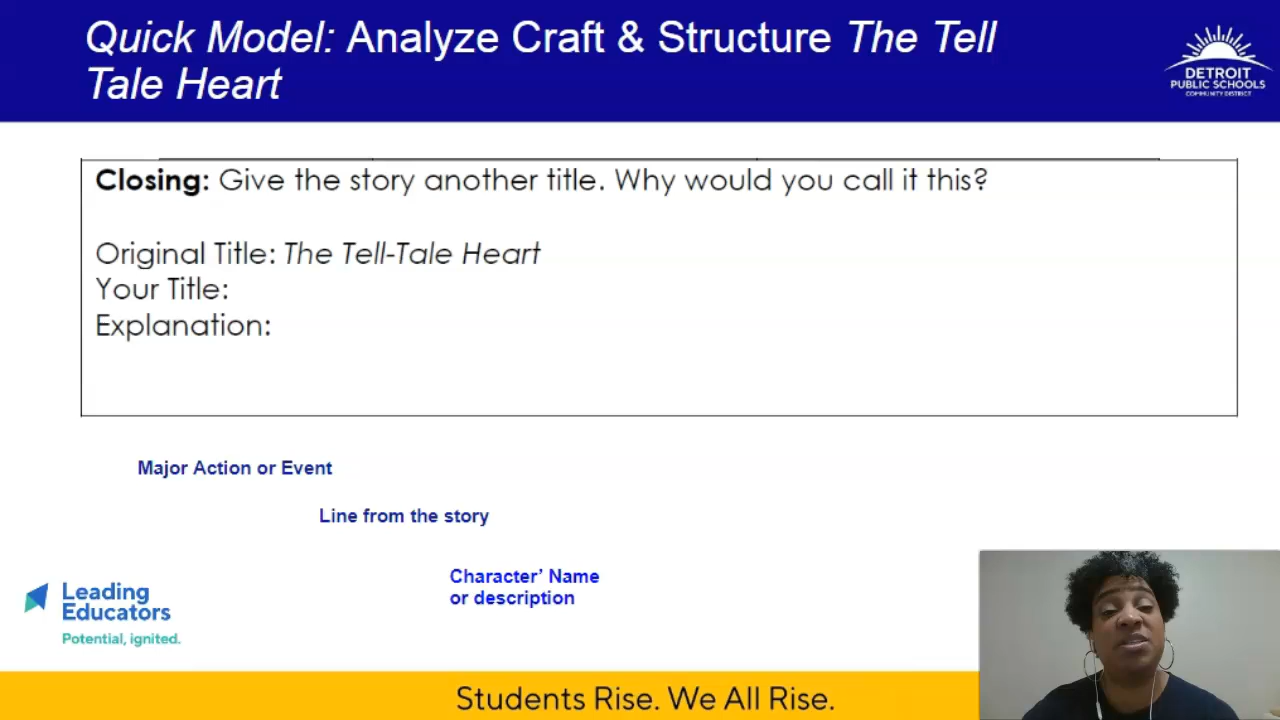 Quick Model: Analyze Craft & Structure The Tell
Tale Heart
DETROIT
PUBLIC SCHOOLS
COMMUNITY DISTRICT
Closing: Give the story another title. Why would you call it this?
Original Title: The Tell-Tale Heart
Your Title:
Explanation:
Major Action or Event
Line from the story
Character’ Name
or description
Leading
Educators
Potential, ignited.
Students Rise. We All Rise.